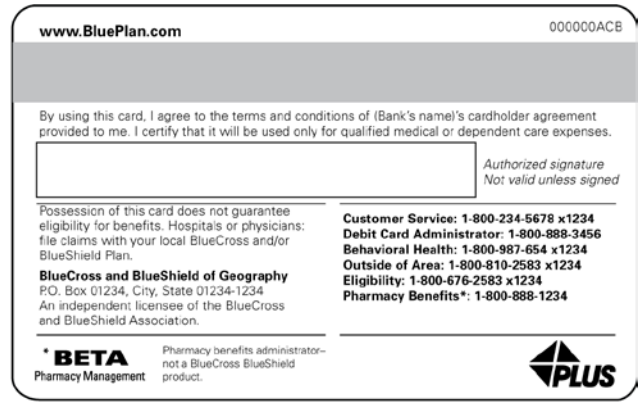 www.BluePlan.com
000000ACB
By using this card, I agree to the terms and conditions of (Bank's name)'s cardholder agreement
provided to me. I certify that it will be used only for qualified medical or dependent care expenses.
Authorized signature
Not valid unless signed
Possession of this card does not guarantee
eligibility for benefits. Hospitals or physicians:
file claims with your local BlueCross and/or
BlueShield Plan.
BlueCross and BlueShield of Geography
P.O. Box 01234, City, State 01234-1234
An independent licensee of the BlueCross
and BlueShield Association.
Customer Service: 1-800-234-5678 x1234
Debit Card Administrator: 1-800-888-3456
Behavioral Health: 1-800-987-654 x1234
Outside of Area: 1-800-810-2583 x1234
Eligibility: 1-800-676-2583 x1234
Pharmacy Benefits*: 1-800-888-1234
* BETA
Pharmacy Management
Pharmacy benefits administrator–
not a BlueCross BlueShield
product.
PLUS